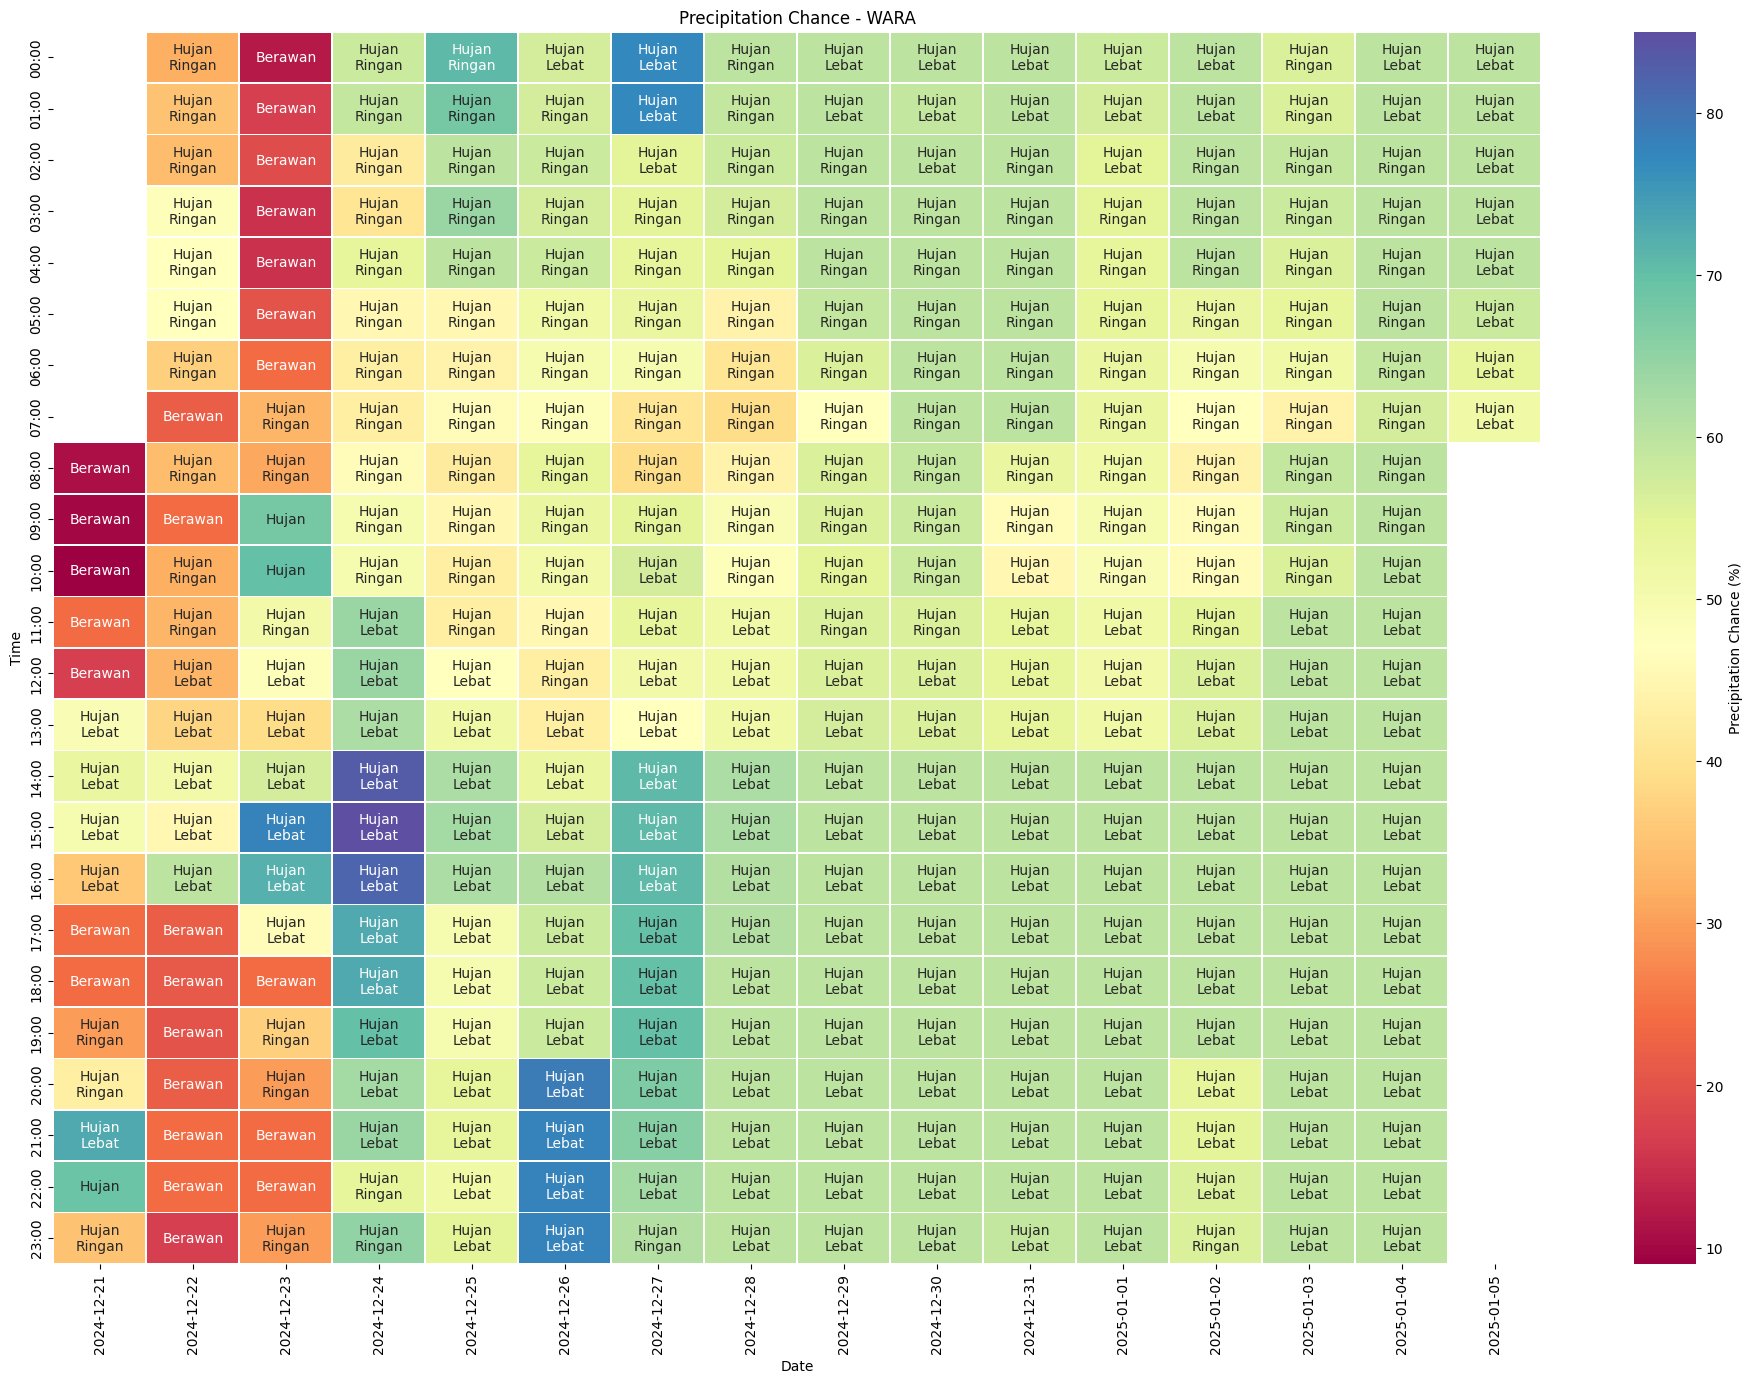 Precipitation Chance - WARA
00:00 Hujan Ringan Berawan Hujan Ringan Hujan Ringan Hujan Lebat Hujan Lebat Hujan Ringan Hujan Lebat Hujan Lebat Hujan Lebat Hujan Lebat Hujan Lebat Hujan Ringan Hujan Lebat Hujan Lebat
01:00 Hujan Ringan Berawan Hujan Ringan Hujan Ringan Hujan Ringan Hujan Lebat Hujan Ringan Hujan Lebat Hujan Lebat Hujan Lebat Hujan Lebat Hujan Lebat Hujan Ringan Hujan Lebat Hujan Lebat
02:00 Hujan Ringan Berawan Hujan Ringan Hujan Ringan Hujan Ringan Hujan Lebat Hujan Ringan Hujan Ringan Hujan Lebat Hujan Ringan Hujan Lebat Hujan Ringan Hujan Ringan Hujan Ringan Hujan Lebat
03:00 Hujan Ringan Berawan Hujan Ringan Hujan Ringan Hujan Ringan Hujan Ringan Hujan Ringan Hujan Ringan Hujan Ringan Hujan Ringan Hujan Ringan Hujan Ringan Hujan Ringan Hujan Ringan Hujan Lebat
04:00 Hujan Ringan Berawan Hujan Ringan Hujan Ringan Hujan Ringan Hujan Ringan Hujan Ringan Hujan Ringan Hujan Ringan Hujan Ringan Hujan Ringan Hujan Ringan Hujan Ringan Hujan Ringan Hujan Lebat
05:00 Hujan Ringan Berawan Hujan Ringan Hujan Ringan Hujan Ringan Hujan Ringan Hujan Ringan Hujan Ringan Hujan Ringan Hujan Ringan Hujan Ringan Hujan Ringan Hujan Ringan Hujan Ringan Hujan Lebat
06:00 Hujan Ringan Berawan Hujan Ringan Hujan Ringan Hujan Ringan Hujan Ringan Hujan Ringan Hujan Ringan Hujan Ringan Hujan Ringan Hujan Ringan Hujan Ringan Hujan Ringan Hujan Ringan Hujan Lebat
07:00 Berawan Hujan Ringan Hujan Ringan Hujan Ringan Hujan Ringan Hujan Ringan Hujan Ringan Hujan Ringan Hujan Ringan Hujan Ringan Hujan Ringan Hujan Ringan Hujan Ringan Hujan Ringan Hujan Lebat
08:00 Berawan Hujan Ringan Hujan Ringan Hujan Ringan Hujan Ringan Hujan Ringan Hujan Ringan Hujan Ringan Hujan Ringan Hujan Ringan Hujan Ringan Hujan Ringan Hujan Ringan Hujan Ringan Hujan Ringan
09:00 Berawan Berawan Hujan Hujan Ringan Hujan Ringan Hujan Ringan Hujan Ringan Hujan Ringan Hujan Ringan Hujan Ringan Hujan Ringan Hujan Ringan Hujan Ringan Hujan Ringan Hujan Ringan
10:00 Berawan Hujan Ringan Hujan Hujan Ringan Hujan Ringan Hujan Ringan Hujan Lebat Hujan Ringan Hujan Ringan Hujan Ringan Hujan Lebat Hujan Ringan Hujan Ringan Hujan Ringan Hujan Lebat
11:00 Berawan Hujan Ringan Hujan Ringan Hujan Lebat Hujan Ringan Hujan Ringan Hujan Lebat Hujan Lebat Hujan Ringan Hujan Ringan Hujan Lebat Hujan Lebat Hujan Ringan Hujan Lebat Hujan Lebat
12:00 Berawan Hujan Lebat Hujan Lebat Hujan Lebat Hujan Lebat Hujan Ringan Hujan Lebat Hujan Lebat Hujan Lebat Hujan Lebat Hujan Lebat Hujan Lebat Hujan Lebat Hujan Lebat Hujan Lebat
13:00 Hujan Lebat Hujan Lebat Hujan Lebat Hujan Lebat Hujan Lebat Hujan Lebat Hujan Lebat Hujan Lebat Hujan Lebat Hujan Lebat Hujan Lebat Hujan Lebat Hujan Lebat Hujan Lebat Hujan Lebat
14:00 Hujan Lebat Hujan Lebat Hujan Lebat Hujan Lebat Hujan Lebat Hujan Lebat Hujan Lebat Hujan Lebat Hujan Lebat Hujan Lebat Hujan Lebat Hujan Lebat Hujan Lebat Hujan Lebat Hujan Lebat
15:00 Hujan Lebat Hujan Lebat Hujan Lebat Hujan Lebat Hujan Lebat Hujan Lebat Hujan Lebat Hujan Lebat Hujan Lebat Hujan Lebat Hujan Lebat Hujan Lebat Hujan Lebat Hujan Lebat Hujan Lebat
16:00 Hujan Lebat Hujan Lebat Hujan Lebat Hujan Lebat Hujan Lebat Hujan Lebat Hujan Lebat Hujan Lebat Hujan Lebat Hujan Lebat Hujan Lebat Hujan Lebat Hujan Lebat Hujan Lebat Hujan Lebat
17:00 Berawan Berawan Hujan Lebat Hujan Lebat Hujan Lebat Hujan Lebat Hujan Lebat Hujan Lebat Hujan Lebat Hujan Lebat Hujan Lebat Hujan Lebat Hujan Lebat Hujan Lebat Hujan Lebat
18:00 Berawan Berawan Berawan Hujan Lebat Hujan Lebat Hujan Lebat Hujan Lebat Hujan Lebat Hujan Lebat Hujan Lebat Hujan Lebat Hujan Lebat Hujan Lebat Hujan Lebat Hujan Lebat
19:00 Hujan Ringan Berawan Hujan Ringan Hujan Lebat Hujan Lebat Hujan Lebat Hujan Lebat Hujan Lebat Hujan Lebat Hujan Lebat Hujan Lebat Hujan Lebat Hujan Lebat Hujan Lebat Hujan Lebat
20:00 Hujan Ringan Berawan Hujan Ringan Hujan Lebat Hujan Lebat Hujan Lebat Hujan Lebat Hujan Lebat Hujan Lebat Hujan Lebat Hujan Lebat Hujan Lebat Hujan Lebat Hujan Lebat Hujan Lebat
21:00 Hujan Lebat Berawan Berawan Hujan Lebat Hujan Lebat Hujan Lebat Hujan Lebat Hujan Lebat Hujan Lebat Hujan Lebat Hujan Lebat Hujan Lebat Hujan Lebat Hujan Lebat Hujan Lebat
22:00 Hujan Berawan Berawan Hujan Ringan Hujan Lebat Hujan Lebat Hujan Lebat Hujan Lebat Hujan Lebat Hujan Lebat Hujan Lebat Hujan Lebat Hujan Lebat Hujan Lebat Hujan Lebat
23:00 Hujan Ringan Berawan Hujan Ringan Hujan Ringan Hujan Lebat Hujan Lebat Hujan Ringan Hujan Lebat Hujan Lebat Hujan Lebat Hujan Lebat Hujan Lebat Hujan Ringan Hujan Lebat Hujan Lebat
Time
2024-12-21 2024-12-22 2024-12-23 2024-12-24 2024-12-25 2024-12-26 2024-12-27 2024-12-28 2024-12-29 2024-12-30 2024-12-31 2025-01-01 2025-01-02 2025-01-03 2025-01-04 2025-01-05
Date
80
70
60
50
40
30
20
10
Precipitation Chance (%)